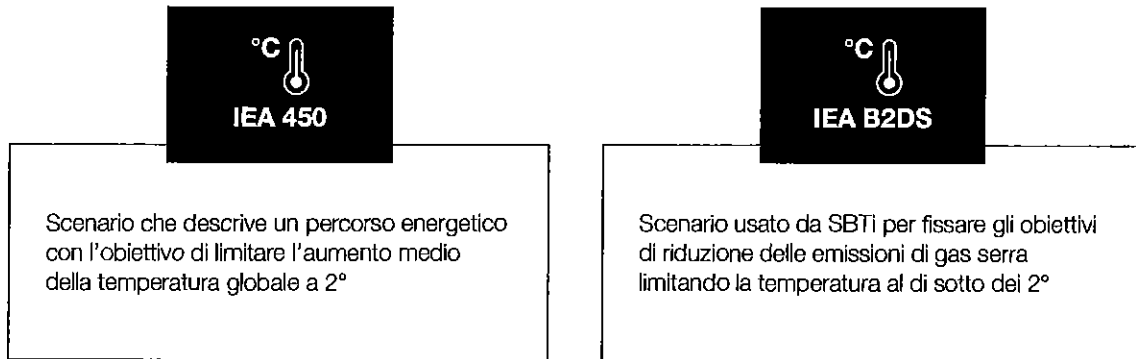 °C
IEA 450
Scenario che descrive un percorso energetico
con l'obiettivo di limitare l'aumento medio
della temperatura globale a 2°
°C
IEA B2DS
Scenario usato da SBTi per fissare gli obiettivi
di riduzione delle emissioni di gas serra
limitando la temperatura al di sotto dei 2°